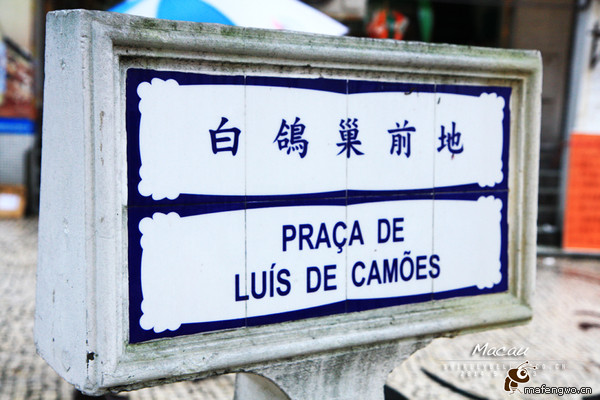 白鴿巢前地
PRAÇA DE
LUÍS DE CAMÕES
Macau
mafengwo.cn